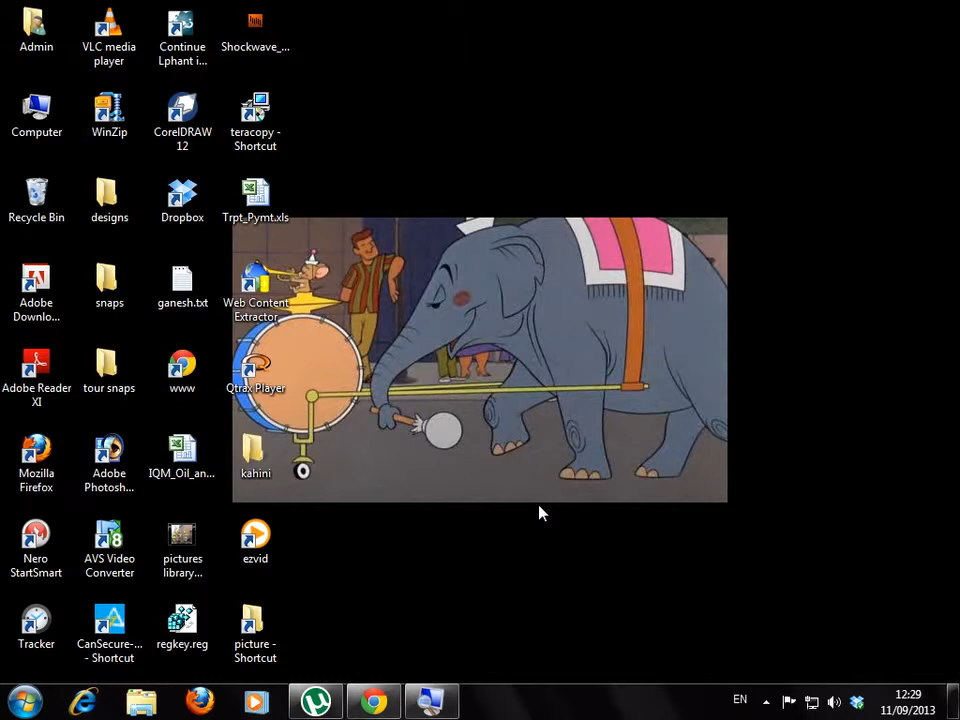 Admin
VLC media
player
Continue
Lphant i...
Shockwave_...
Computer
WinZip
CorelDRAW
12
teracopy -
Shortcut
Recycle Bin
designs
Dropbox
Trpt_Pymt.xls
Adobe
Downlo...
snaps
ganesh.txt
Web Content
Extractor
Adobe Reader
XI
tour snaps
www
Qtrax Player
Mozilla
Firefox
Adobe
Photosh...
IQM_Oil_an...
kahini
Nero
StartSmart
AVS Video
Converter
pictures
library...
ezvid
Tracker
CanSecure-...
- Shortcut
regkey.reg
picture -
Shortcut
EN
12:29
11/09/2013